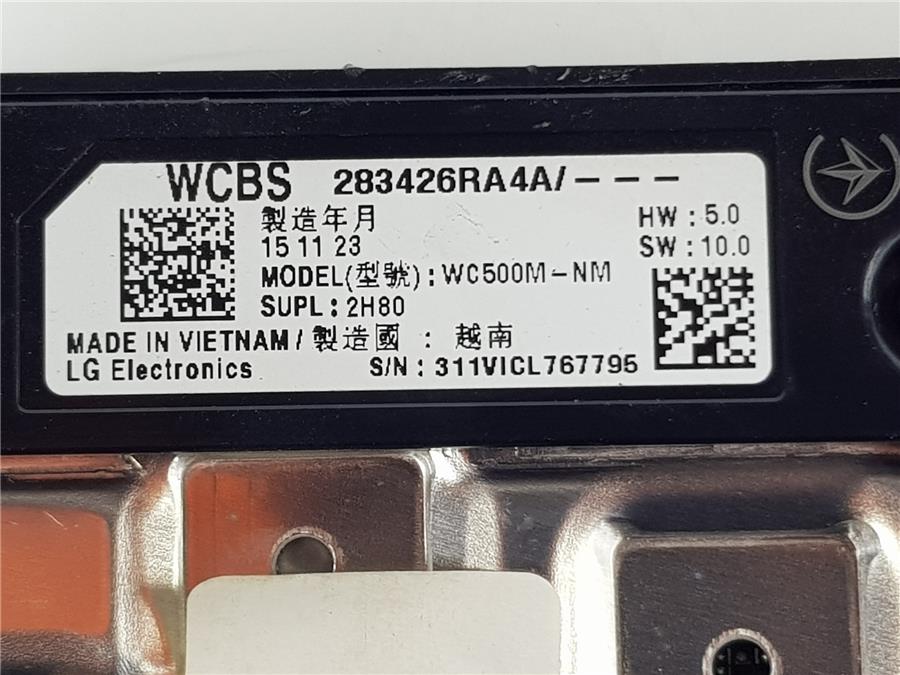 WCBS 283426RA4A/---
製造年月
15 11 23
HW : 5.0
SW : 10.0
MODEL(型號) : WC500M-NM
SUPL : 2H80
MADE IN VIETNAM / 製造國 : 越南
LG Electronics S/N : 311VICL767795